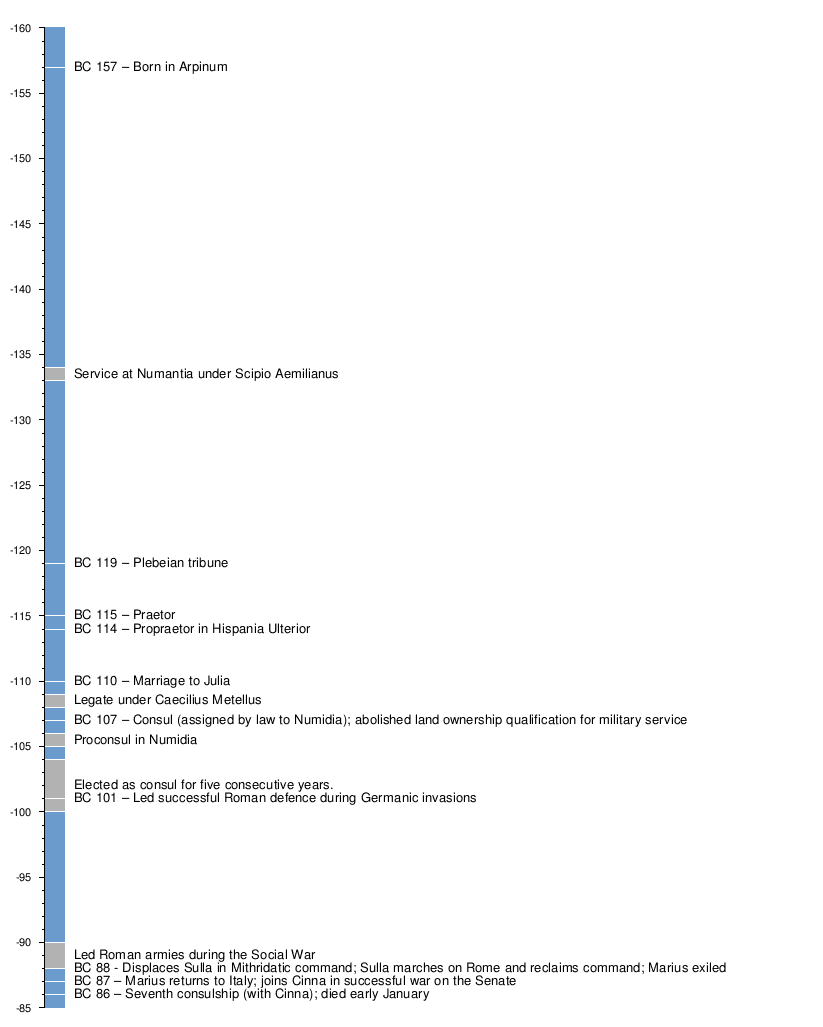 -160
BC 157 – Born in Arpinum
-155
-150
-145
-140
-135
Service at Numantia under Scipio Aemilianus
-130
-125
-120
BC 119 – Plebeian tribune
-115
BC 115 – Praetor
BC 114 – Propraetor in Hispania Ulterior
-110
BC 110 – Marriage to Julia
Legate under Caecilius Metellus
BC 107 – Consul (assigned by law to Numidia); abolished land ownership qualification for military service
Proconsul in Numidia
-105
Elected as consul for five consecutive years.
BC 101 – Led successful Roman defence during Germanic invasions
-100
-95
-90
Led Roman armies during the Social War
BC 88 - Displaces Sulla in Mithridatic command; Sulla marches on Rome and reclaims command; Marius exiled
BC 87 – Marius returns to Italy; joins Cinna in successful war on the Senate
BC 86 – Seventh consulship (with Cinna); died early January
-85